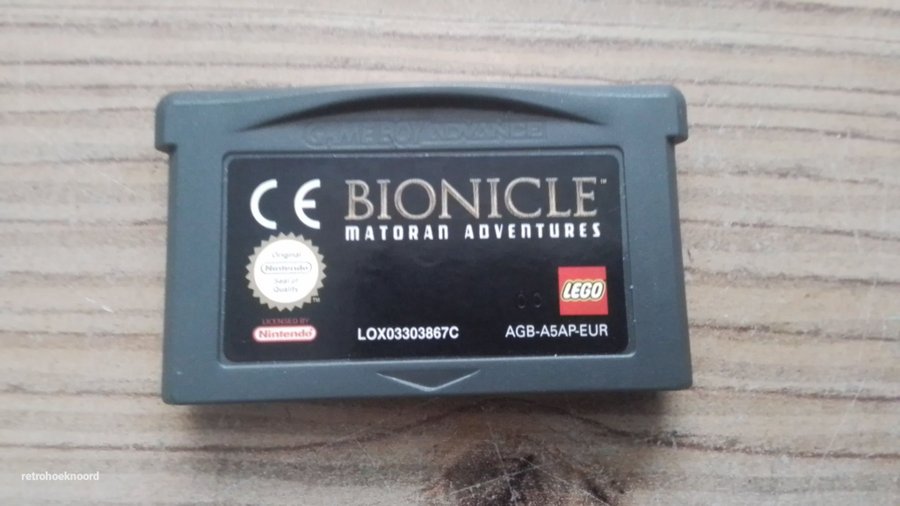 GAME BOY ADVANCE
CE
BIONICLE™
MATORAN ADVENTURES
Original
Nintendo
Seal of
Quality
TM
LEGO
LICENSED BY
Nintendo
LOX03303867C
AGB-A5AP-EUR
retrohoeknoord